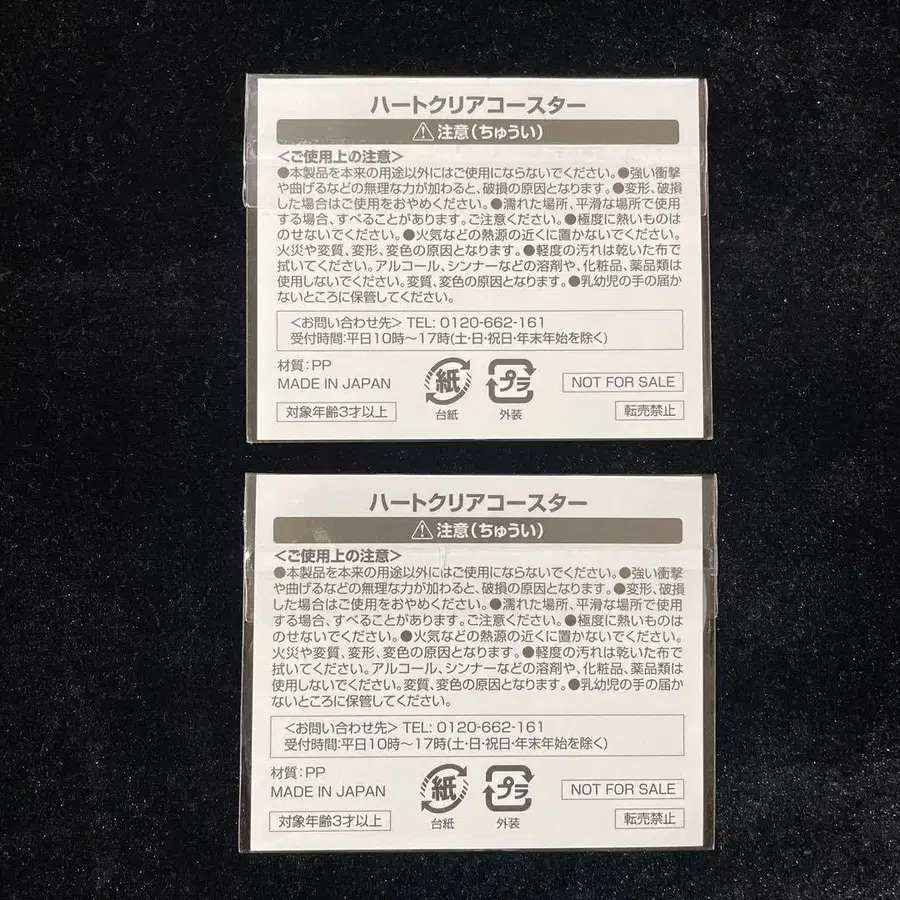 ハートクリアコースター
注意(ちゅうい)
<ご使用上の注意>
●本製品を本来の用途以外にはご使用にならないでください。●強い衝撃
や曲げるなどの無理な力が加わると、破損の原因となります。●変形、破損
した場合はご使用をおやめください。●濡れた場所、平滑な場所で使用
する場合、すべることがあります。ご注意ください。●極度に熱いものは
のせないでください。●火気などの熱源の近くに置かないでください。
火災や変質、変形、変色の原因となります。●軽度の汚れは乾いた布で
拭いてください。アルコール、シンナーなどの溶剤や、化粧品、薬品類は
使用しないでください。変質、変色の原因となります。●乳幼児の手の届か
ないところに保管してください。
<お問い合わせ先> TEL: 0120-662-161
受付時間:平日10時〜17時(土・日・祝日・年末年始を除く)
材質:PP
MADE IN JAPAN
対象年齢3才以上
紙
台紙
プラ
外装
NOT FOR SALE
転売禁止
ハートクリアコースター
注意(ちゅうい)
<ご使用上の注意>
●本製品を本来の用途以外にはご使用にならないでください。●強い衝撃
や曲げるなどの無理な力が加わると、破損の原因となります。●変形、破損
した場合はご使用をおやめください。●濡れた場所、平滑な場所で使用
する場合、すべることがあります。ご注意ください。●極度に熱いものは
のせないでください。●火気などの熱源の近くに置かないでください。
火災や変質、変形、変色の原因となります。●軽度の汚れは乾いた布で
拭いてください。アルコール、シンナーなどの溶剤や、化粧品、薬品類は
使用しないでください。変質、変色の原因となります。●乳幼児の手の届か
ないところに保管してください。
<お問い合わせ先> TEL: 0120-662-161
受付時間:平日10時〜17時(土・日・祝日・年末年始を除く)
材質:PP
MADE IN JAPAN
対象年齢3才以上
紙
台紙
プラ
外装
NOT FOR SALE
転売禁止